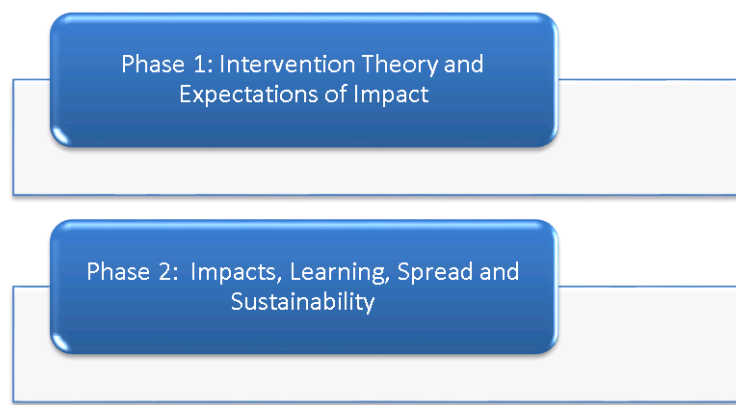 Phase 1: Intervention Theory and
Expectations of Impact
Phase 2:  Impacts, Learning, Spread and
Sustainability